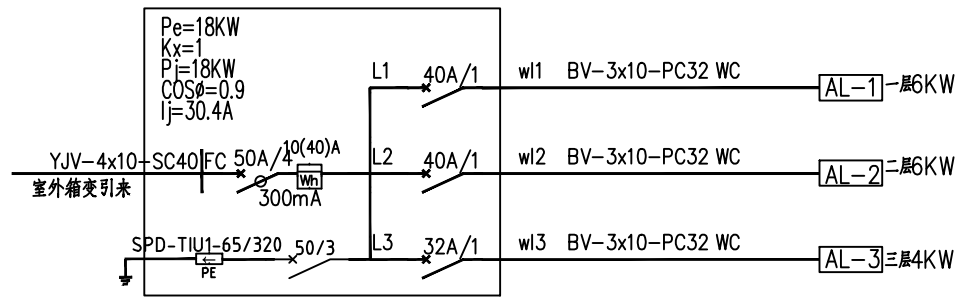 Pe=18KW
Kx=1
Pj=18KW
COSø=0.9
Ij=30.4A
L1
40A/1
wl1 BV-3x10-PC32 WC
AL-1
一层6KW
YJV-4x10-SC40 FC
室外箱变引来
50A/4
300mA
10(40)A
Wh
L2
40A/1
wl2 BV-3x10-PC32 WC
AL-2
二层6KW
SPD-TIU1-65/320
PE
50/3
L3
32A/1
wl3 BV-3x10-PC32 WC
AL-3
三层4KW